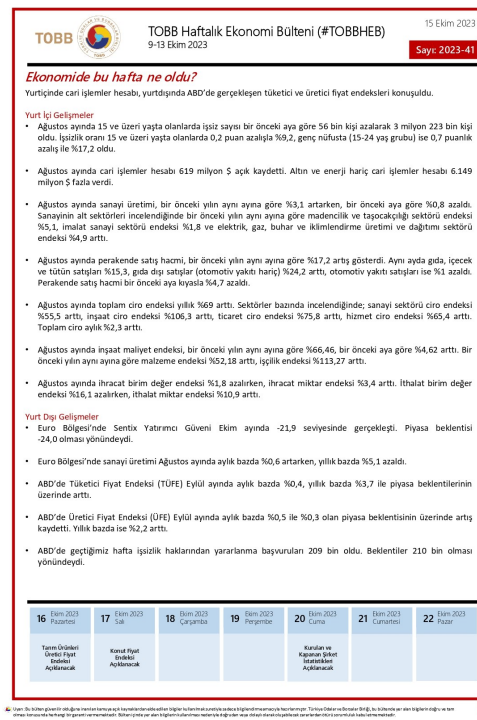 TOBB
TOBB Haftalık Ekonomi Bülteni (#TOBBHEB)
9-13 Ekim 2023
15 Ekim 2023
Sayı: 2023-41
Ekonomide bu hafta ne oldu?
Yurtiçinde cari işlemler hesabı, yurtdışında ABD'de gerçekleşen tüketici ve üretici fiyat endeksleri konuşuldu.
Yurt İçi Gelişmeler
• Ağustos ayında 15 ve üzeri yaşta olanlarda işsiz sayısı bir önceki aya göre 56 bin kişi azalarak 3 milyon 223 bin kişi
oldu. İşsizlik oranı 15 ve üzeri yaşta olanlarda 0,2 puan azalışla %9,2, genç nüfusta (15-24 yaş grubu) ise 0,7 puanlık
azalış ile %17,2 oldu.
• Ağustos ayında cari işlemler hesabı 619 milyon $ açık kaydetti. Altın ve enerji hariç cari işlemler hesabı 6.149
milyon $ fazla verdi.
• Ağustos ayında sanayi üretimi, bir önceki yılın aynı ayına göre %3,1 artarken, bir önceki aya göre %0,8 azaldı.
Sanayinin alt sektörleri incelendiğinde bir önceki yılın aynı ayına göre madencilik ve taşocakçılığı sektörü endeksi
%5,1, imalat sanayi sektörü endeksi %1,8 ve elektrik, gaz, buhar ve iklimlendirme üretimi ve dağıtımı sektörü
endeksi %4,9 arttı.
• Ağustos ayında perakende satış hacmi, bir önceki yılın aynı ayına göre %17,2 artış gösterdi. Aynı ayda gıda, içecek
ve tütün satışları %15,3, gıda dışı satışlar (otomotiv yakıtı hariç) %24,2 arttı, otomotiv yakıtı satışları ise %1 azaldı.
Perakende satış hacmi bir önceki aya kıyasla %4,7 azaldı.
• Ağustos ayında toplam ciro endeksi yıllık %69 arttı. Sektörler bazında incelendiğinde; sanayi sektörü ciro endeksi
%55,5 arttı, inşaat ciro endeksi %106,3 arttı, ticaret ciro endeksi %75,8 arttı, hizmet ciro endeksi %65,4 arttı.
Toplam ciro aylık %2,3 arttı.
• Ağustos ayında inşaat maliyet endeksi, bir önceki yılın aynı ayına göre %66,46, bir önceki aya göre %4,62 arttı. Bir
önceki yılın aynı ayına göre malzeme endeksi %52,18 arttı, işçilik endeksi %113,27 arttı.
• Ağustos ayında ihracat birim değer endeksi %1,8 azalırken, ihracat miktar endeksi %3,4 arttı. İthalat birim değer
endeksi %16,1 azalırken, ithalat miktar endeksi %10,9 arttı.
Yurt Dışı Gelişmeler
• Euro Bölgesi'nde Sentix Yatırımcı Güveni Ekim ayında -21,9 seviyesinde gerçekleşti. Piyasa beklentisi
-24,0 olması yönündeydi.
• Euro Bölgesi'nde sanayi üretimi Ağustos ayında aylık bazda %0,6 artarken, yıllık bazda %5,1 azaldı.
• ABD'de Tüketici Fiyat Endeksi (TÜFE) Eylül ayında aylık bazda %0,4, yıllık bazda %3,7 ile piyasa beklentilerinin
üzerinde arttı.
• ABD'de Üretici Fiyat Endeksi (ÜFE) Eylül ayında aylık bazda %0,5 ile %0,3 olan piyasa beklentisinin üzerinde artış
kaydetti. Yıllık bazda ise %2,2 arttı.
• ABD'de geçtiğimiz hafta işsizlik haklarından yararlanma başvuruları 209 bin oldu. Beklentiler 210 bin olması
yönündeydi.
16 Ekim 2023 Pazartesi
17 Ekim 2023 Salı
18 Ekim 2023 Çarşamba
19 Ekim 2023 Perşembe
20 Ekim 2023 Cuma
21 Ekim 2023 Cumartesi
22 Ekim 2023 Pazar
Tarım Ürünleri
Üretici Fiyat
Endeksi
Açıklanacak
Konut Fiyat
Endeksi
Açıklanacak
Kurulan ve
Kapanan Şirket
İstatistikleri
Açıklanacak